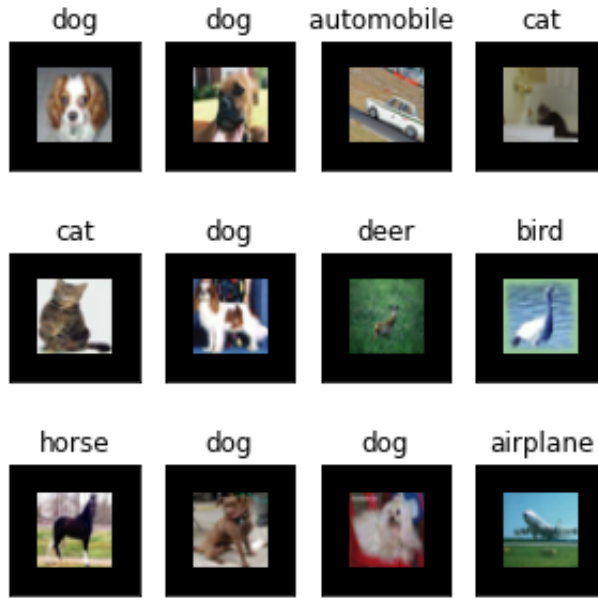 dog dog automobile cat
cat dog deer bird
horse dog dog airplane